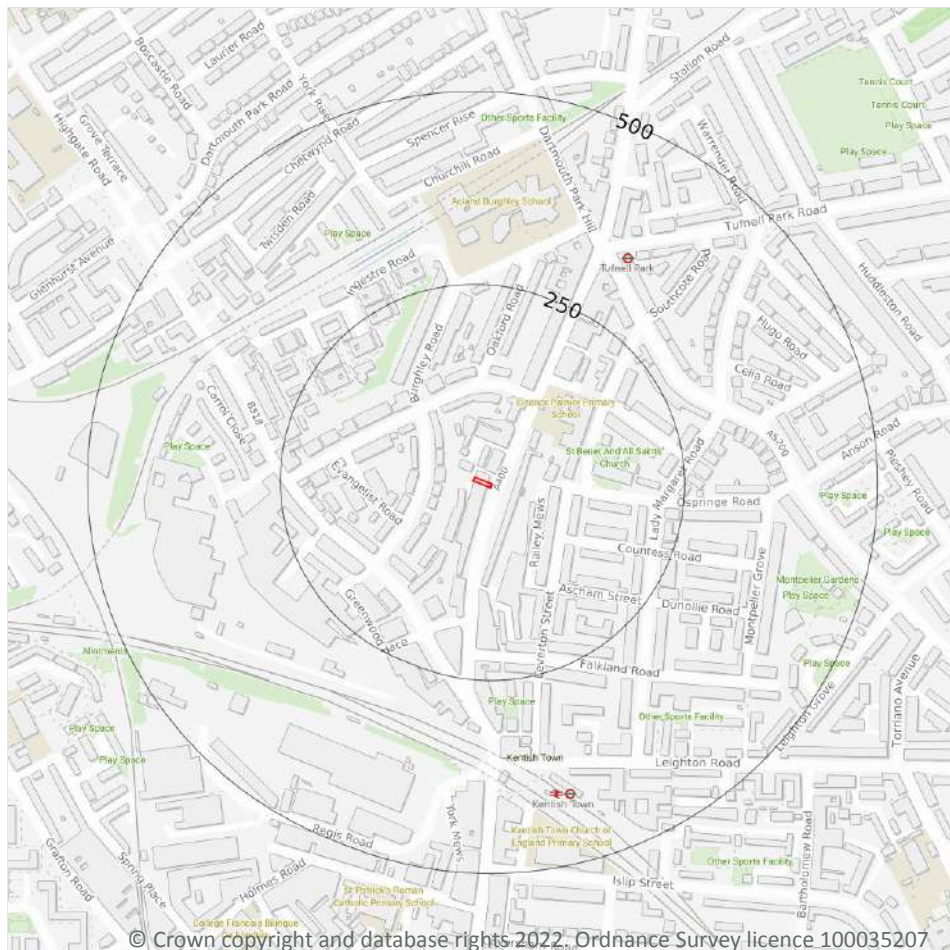 Boscastle Road
Laurier Road
York Rise
Station Road
Tennis Court
Tennis Court
Play Space
Play Space
Grove Terrace
Highgate Road
Dartmouth Park Road
Chetwynd Road
Spencer Rise
Other Sports Facility
500
Dartmouth Park Hill
Warrender Road
Churchill Road
Acland Burghley School
Twisden Road
Play Space
Tufnell Park Road
Glenhurst Avenue
Ingestre Road
Tufnell Park
Southcote Road
Huddleston Road
250
Oakford Road
Burghley Road
Hugo Road
Celia Road
Carrol Close
B518
Eleanor Palmer Primary
School
A5200
Anson Road
Play Space
St Benet And All Saints'
Church
Evangelist Road
A400
Lady Margaret Road
Pleshey Road
Ospringe Road
Play Space
Railey Mews
Play Space
Countess Road
Ascham Street
Dunollie Road
Montpelier Grove
Montpelier Gardens
Play Space
Greenwood Place
Leverton Street
Falkland Road
Allotments
Play Space
Leighton Grove
Torriano Avenue
Play Space
Other Sports Facility
Play Space
Play Space
Kentish Town
Leighton Road
Kentish Town
York Mews
Regis Road
Kentish Town Church of
England Primary School
Bartholomew Road
Grafton Road
Spring Place
Holmes Road
Other Sports Facility
Islip Street
St Patrick's Roman
Catholic Primary School
College Francais Bilingue
© Crown copyright and database rights 2022. Ordnance Survey licence 100035207